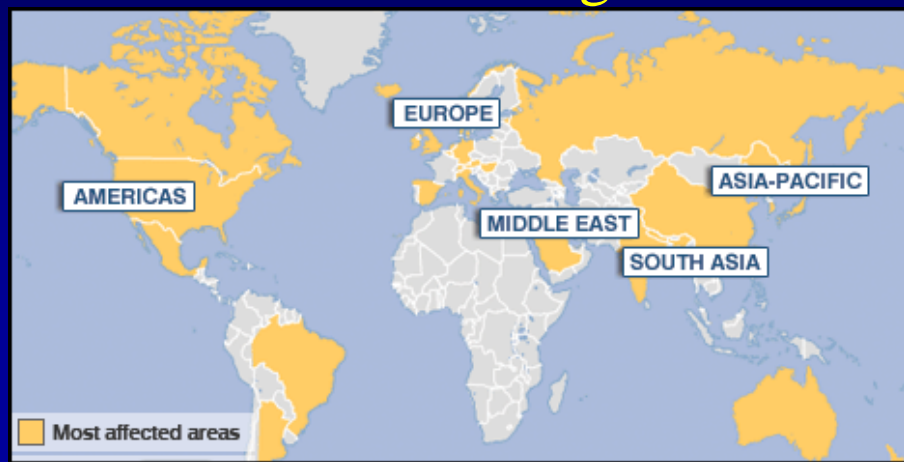 EUROPE
AMERICAS
ASIA-PACIFIC
MIDDLE EAST
SOUTH ASIA
Most affected areas